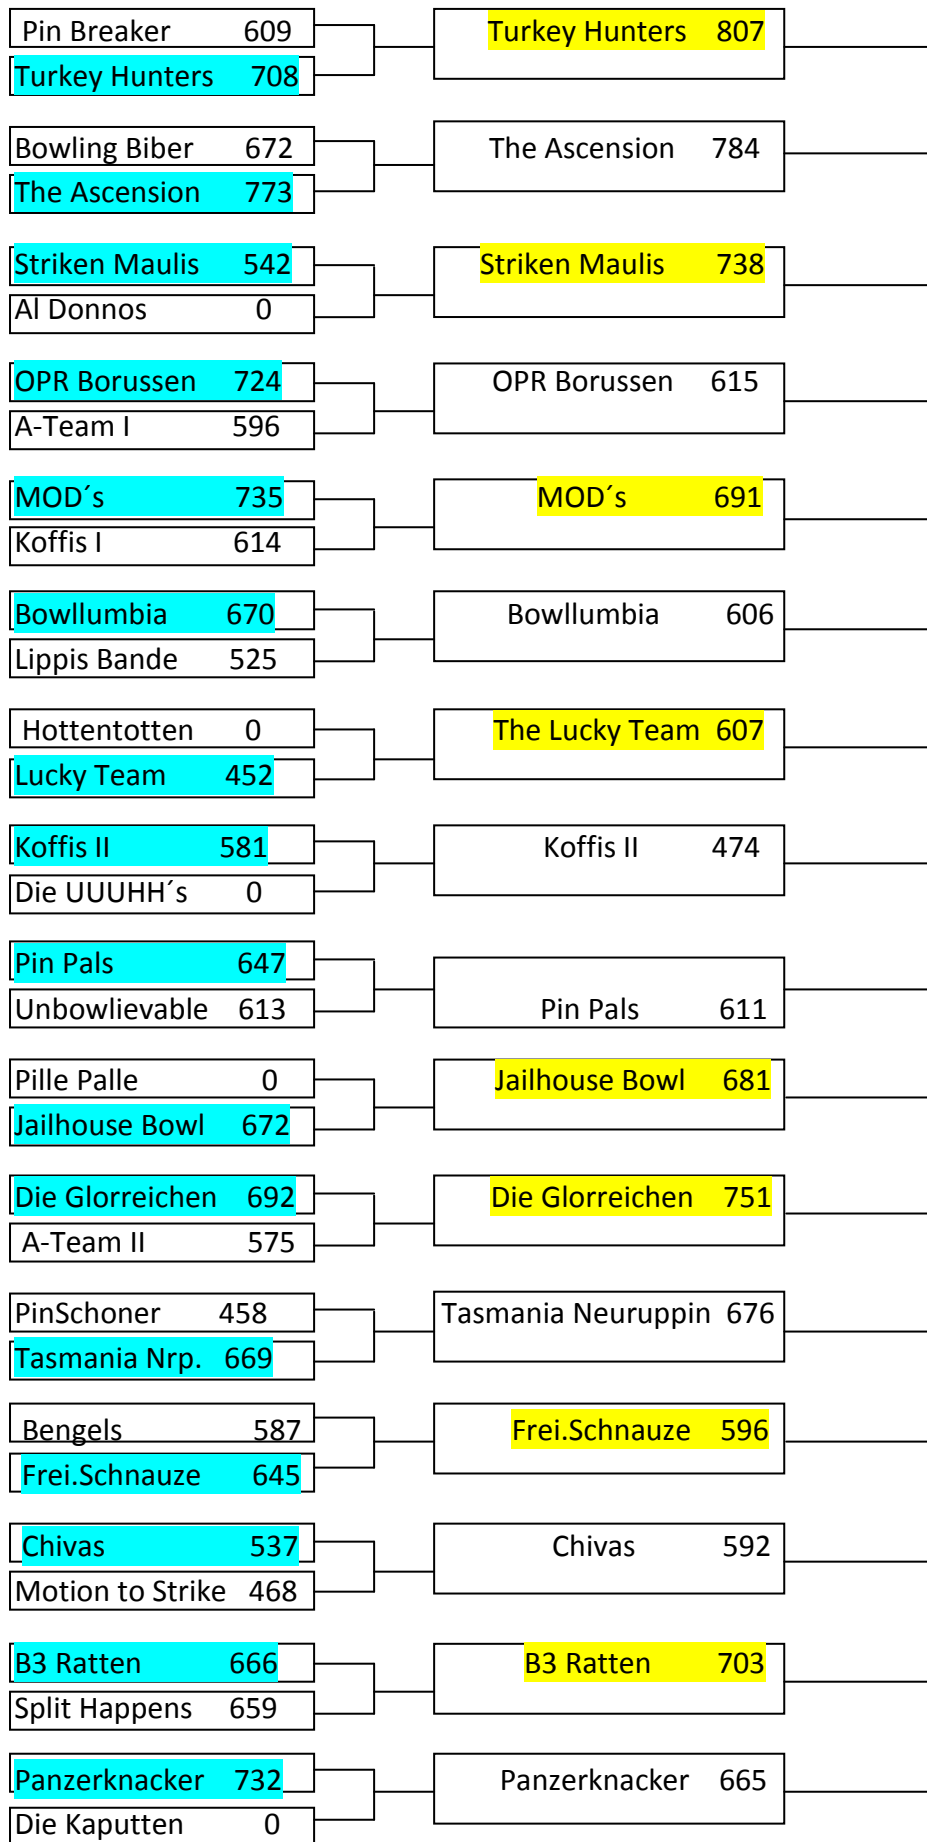 Pin Breaker 609
Turkey Hunters 807
Turkey Hunters 708
Bowling Biber 672
The Ascension 784
The Ascension 773
Striken Maulis 542
Striken Maulis 738
Al Donnos 0
OPR Borussen 724
OPR Borussen 615
A-Team I 596
MOD´s 735
MOD´s 691
Koffis I 614
Bowllumbia 670
Bowllumbia 606
Lippis Bande 525
Hottentotten 0
The Lucky Team 607
Lucky Team 452
Koffis II 581
Koffis II 474
Die UUUHH´s 0
Pin Pals 647
Unbowlievable 613
Pin Pals 611
Pille Palle 0
Jailhouse Bowl 681
Jailhouse Bowl 672
Die Glorreichen 692
Die Glorreichen 751
A-Team II 575
PinSchoner 458
Tasmania Neuruppin 676
Tasmania Nrp. 669
Bengels 587
Frei.Schnauze 596
Frei.Schnauze 645
Chivas 537
Chivas 592
Motion to Strike 468
B3 Ratten 666
B3 Ratten 703
Split Happens 659
Panzerknacker 732
Panzerknacker 665
Die Kaputten 0